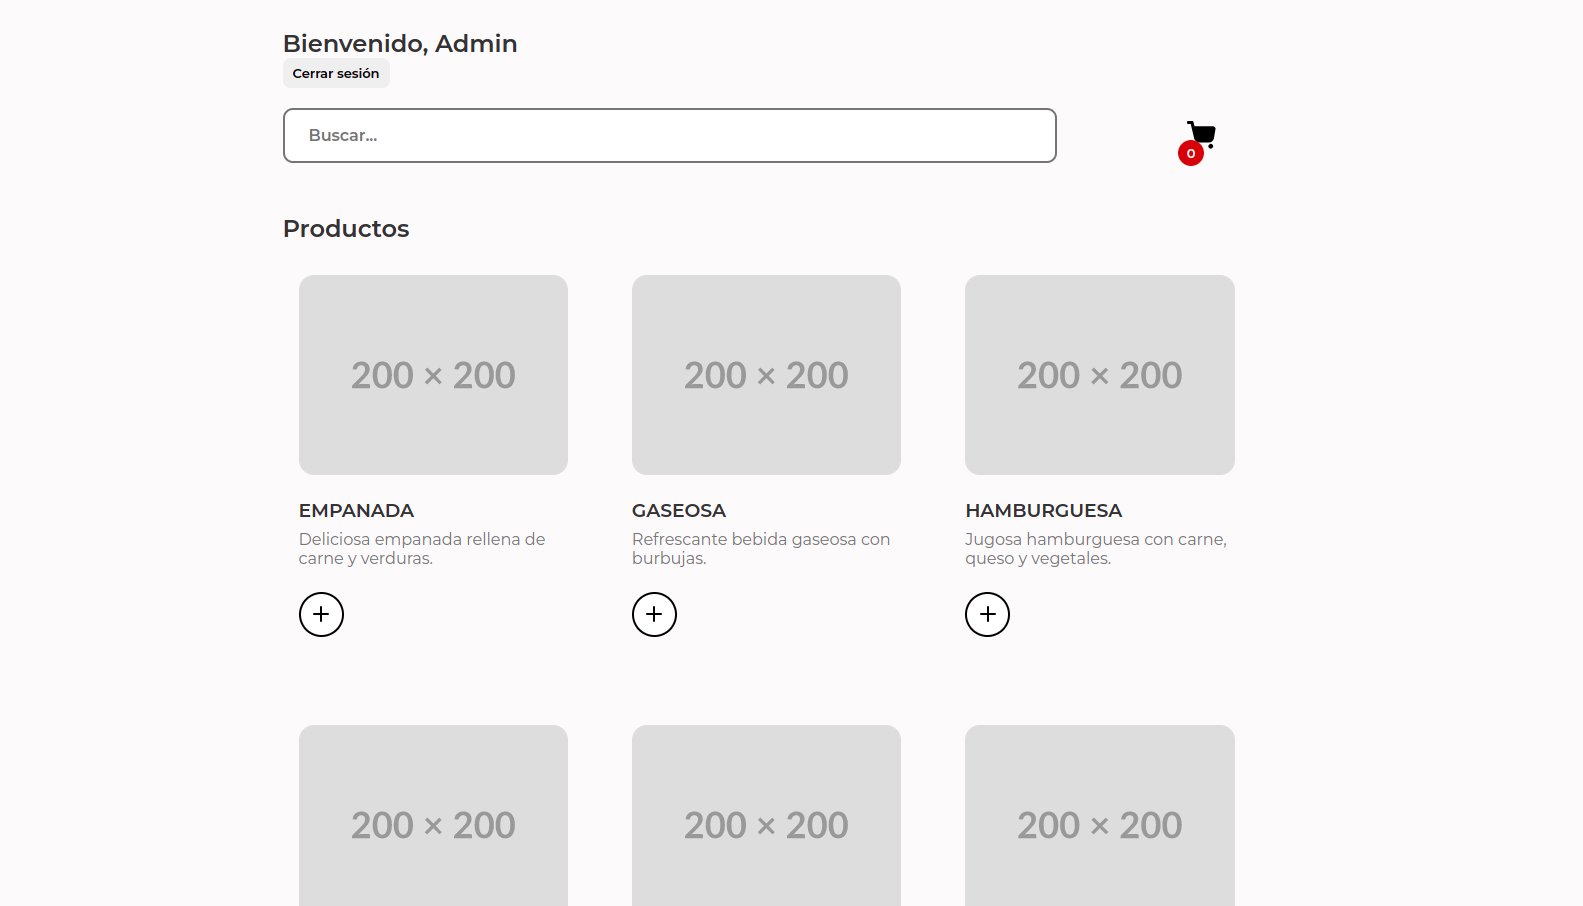 Bienvenido, Admin
Cerrar sesión
Buscar...
0
Productos
200 × 200
200 × 200
200 × 200
EMPANADA
Deliciosa empanada rellena de
carne y verduras.
GASEOSA
Refrescante bebida gaseosa con
burbujas.
HAMBURGUESA
Jugosa hamburguesa con carne,
queso y vegetales.
200 × 200
200 × 200
200 × 200